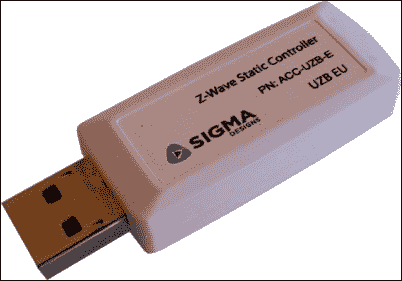 Z-Wave Static Controller
PN: ACC-UZB-E
UZB EU
SIGMA
DESIGNS